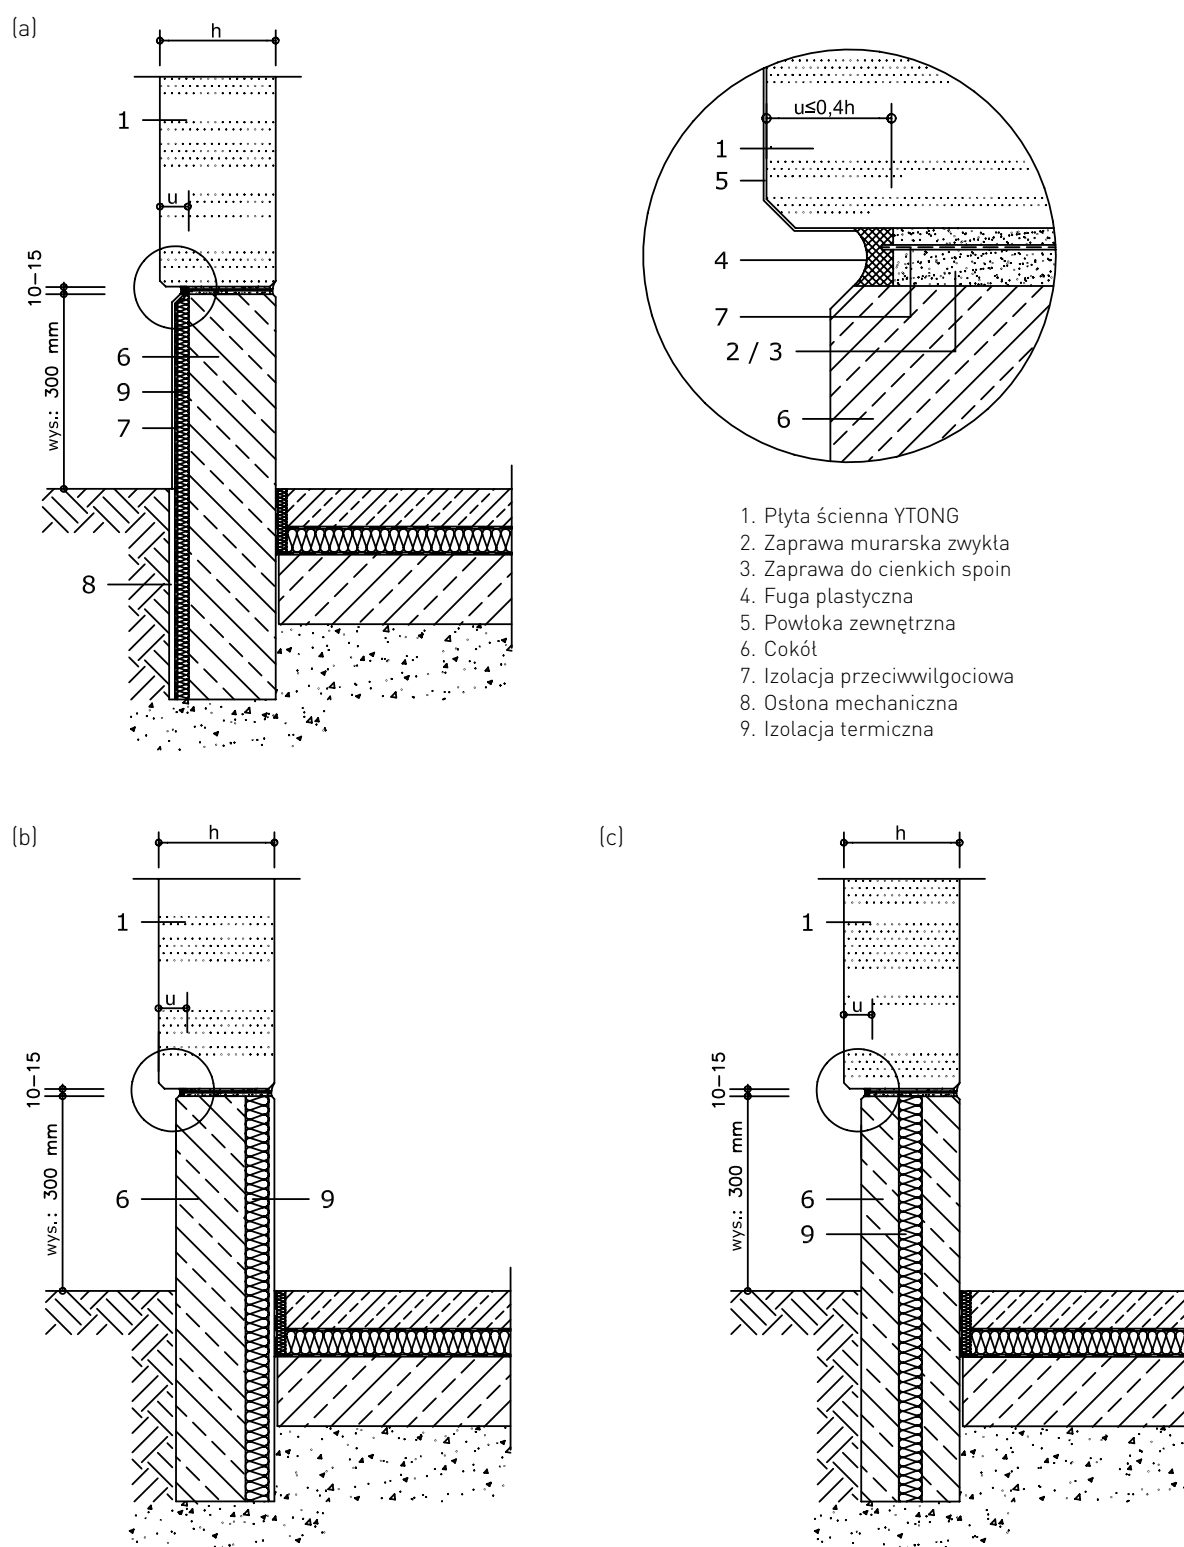 (a)
h
1
u
10–15
wys.: 300 mm
6
9
7
8
u≤0,4h
1
5
4
7
2 / 3
6
1. Płyta ścienna YTONG
2. Zaprawa murarska zwykła
3. Zaprawa do cienkich spoin
4. Fuga plastyczna
5. Powłoka zewnętrzna
6. Cokół
7. Izolacja przeciwwilgociowa
8. Osłona mechaniczna
9. Izolacja termiczna
(b)
h
1
u
10–15
wys.: 300 mm
6
9
(c)
h
1
u
10–15
wys.: 300 mm
6
9